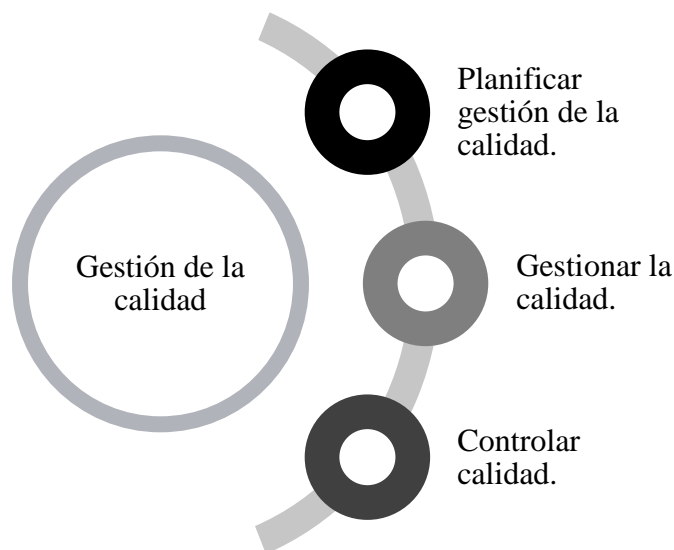 Gestión de la
calidad
Planificar
gestión de la
calidad.
Gestionar la
calidad.
Controlar
calidad.